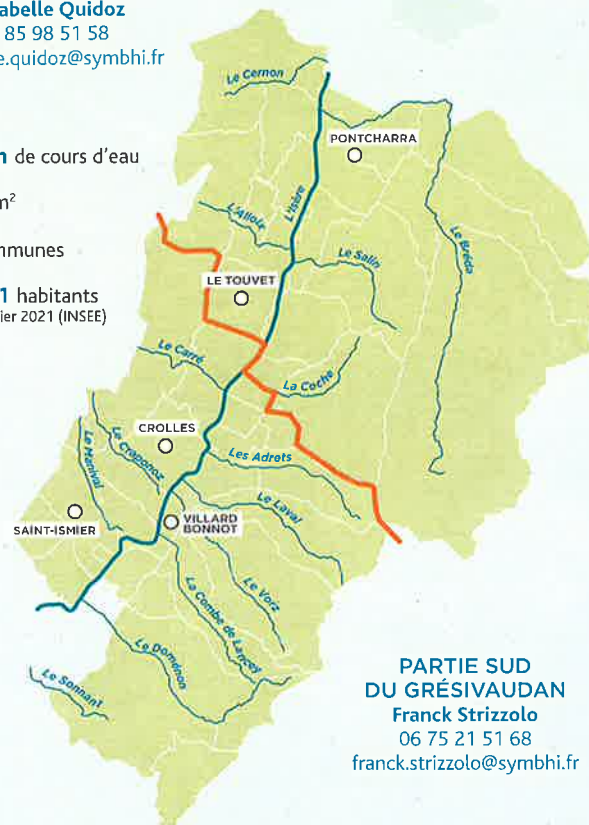 abelle Quidoz
85 98 51 58
e.quidoz@symbhi.fr
n de cours d'eau
m²
mmunes
1 habitants
ier 2021 (INSEE)
Le Cernon
PONTCHARRA
L'Isère
L'Alloix
Le Bréda
Le Salin
LE TOUVET
Le Carré
La Coche
CROLLES
Le Craponoz
Le Manival
Les Adrets
Le Laval
SAINT-ISMIER
VILLARD
BONNOT
Le Vorz
La Combe de Lancey
Le Doménon
Le Sonnant
PARTIE SUD
DU GRÉSIVAUDAN
Franck Strizzolo
06 75 21 51 68
franck.strizzolo@symbhi.fr